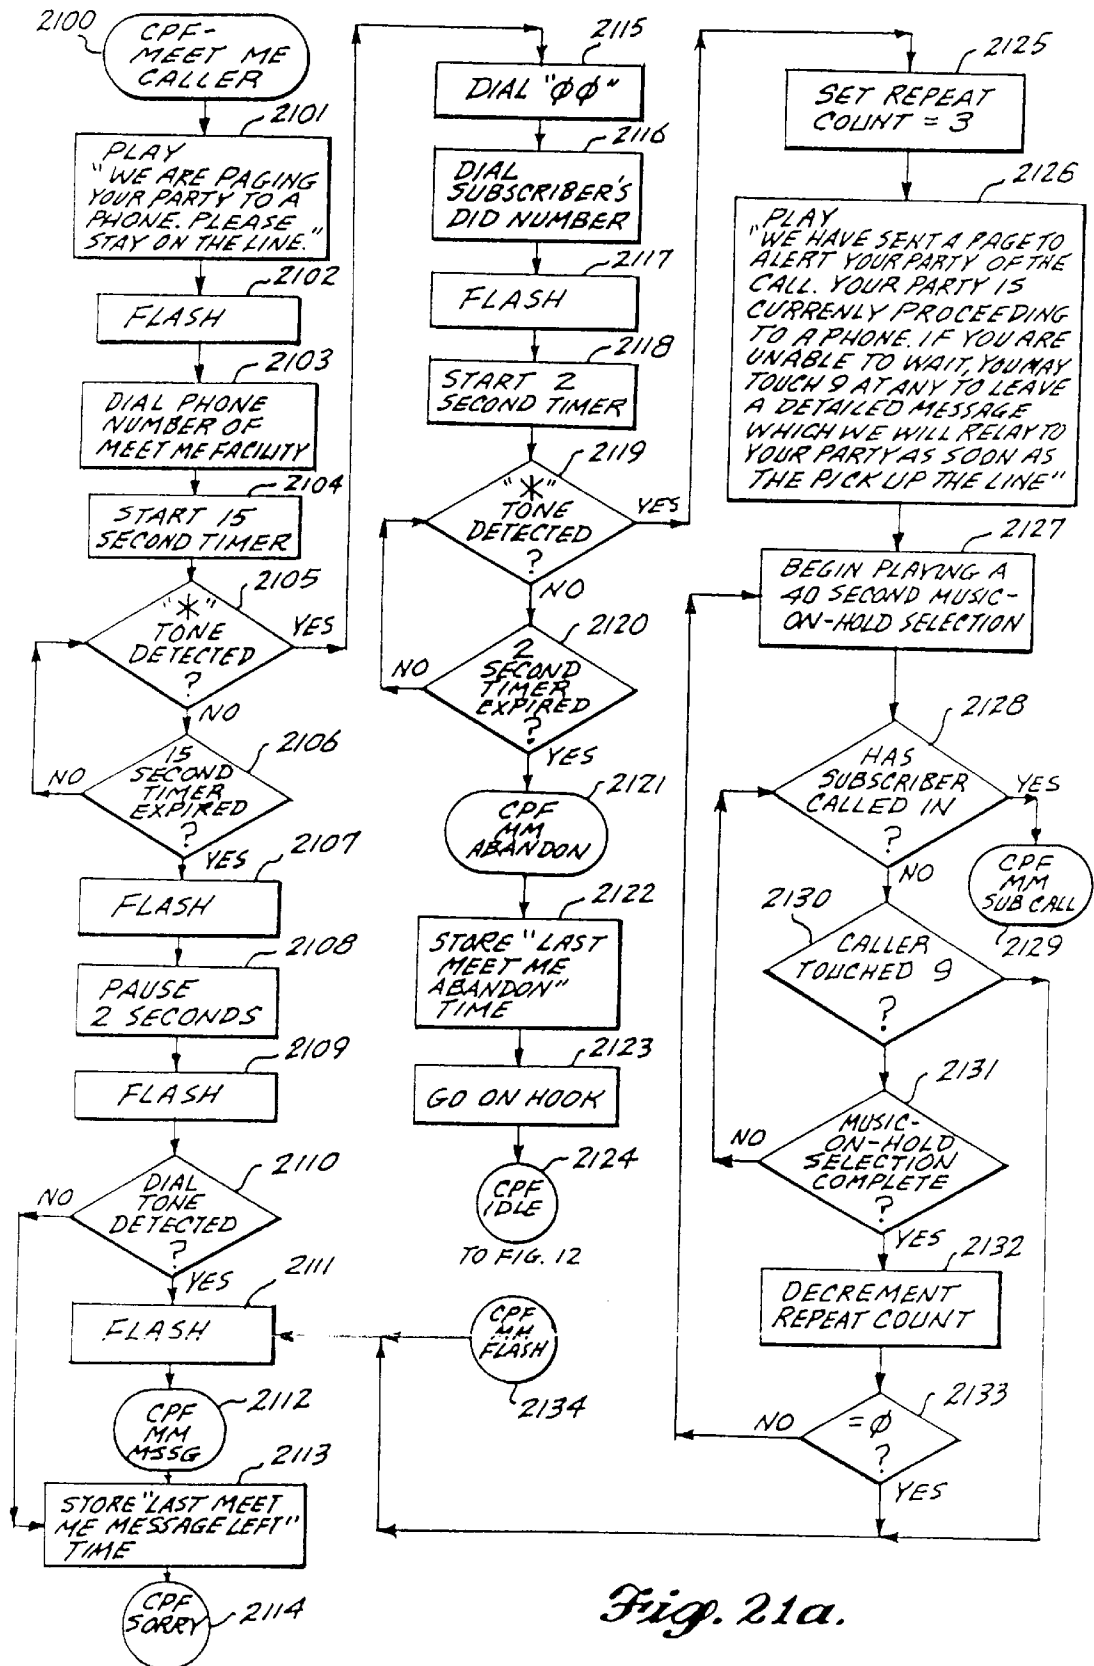 2100
CPF-
MEET ME
CALLER
2101
PLAY
"WE ARE PAGING
YOUR PARTY TO A
PHONE. PLEASE
STAY ON THE LINE."
2102
FLASH
2103
DIAL PHONE
NUMBER OF
MEET ME FACILITY
2104
START 15
SECOND TIMER
2105
"*"
TONE
DETECTED
?
YES
NO
2106
15
SECOND
TIMER
EXPIRED
?
NO
YES
2107
FLASH
2108
PAUSE
2 SECONDS
2109
FLASH
2110
DIAL
TONE
DETECTED
?
NO
YES
2111
FLASH
2112
CPF
MM
MSSG
2113
STORE "LAST MEET
ME MESSAGE LEFT"
TIME
2114
CPF
SORRY
2115
DIAL "ØØ"
2116
DIAL
SUBSCRIBER'S
DID NUMBER
2117
FLASH
2118
START 2
SECOND TIMER
2119
"*"
TONE
DETECTED
?
YES
NO
2120
2
SECOND
TIMER
EXPIRED
?
NO
YES
2121
CPF
MM
ABANDON
2122
STORE "LAST
MEET ME
ABANDON"
TIME
2123
GO ON HOOK
2124
CPF
IDLE
TO FIG. 12
CPF
MM
FLASH
2134
2125
SET REPEAT
COUNT = 3
2126
PLAY
"WE HAVE SENT A PAGE TO
ALERT YOUR PARTY OF THE
CALL. YOUR PARTY IS
CURRENLY PROCEEDING
TO A PHONE. IF YOU ARE
UNABLE TO WAIT, YOU MAY
TOUCH 9 AT ANY TO LEAVE
A DETAILED MESSAGE
WHICH WE WILL RELAY TO
YOUR PARTY AS SOON AS
THE PICK UP THE LINE"
2127
BEGIN PLAYING A
40 SECOND MUSIC-
ON-HOLD SELECTION
2128
HAS
SUBSCRIBER
CALLED IN
?
YES
NO
CPF
MM
SUB CALL
2129
2130
CALLER
TOUCHED 9
?
2131
MUSIC-
ON-HOLD
SELECTION
COMPLETE
?
NO
YES
2132
DECREMENT
REPEAT COUNT
2133
=Ø
?
NO
YES
Fig. 21a.